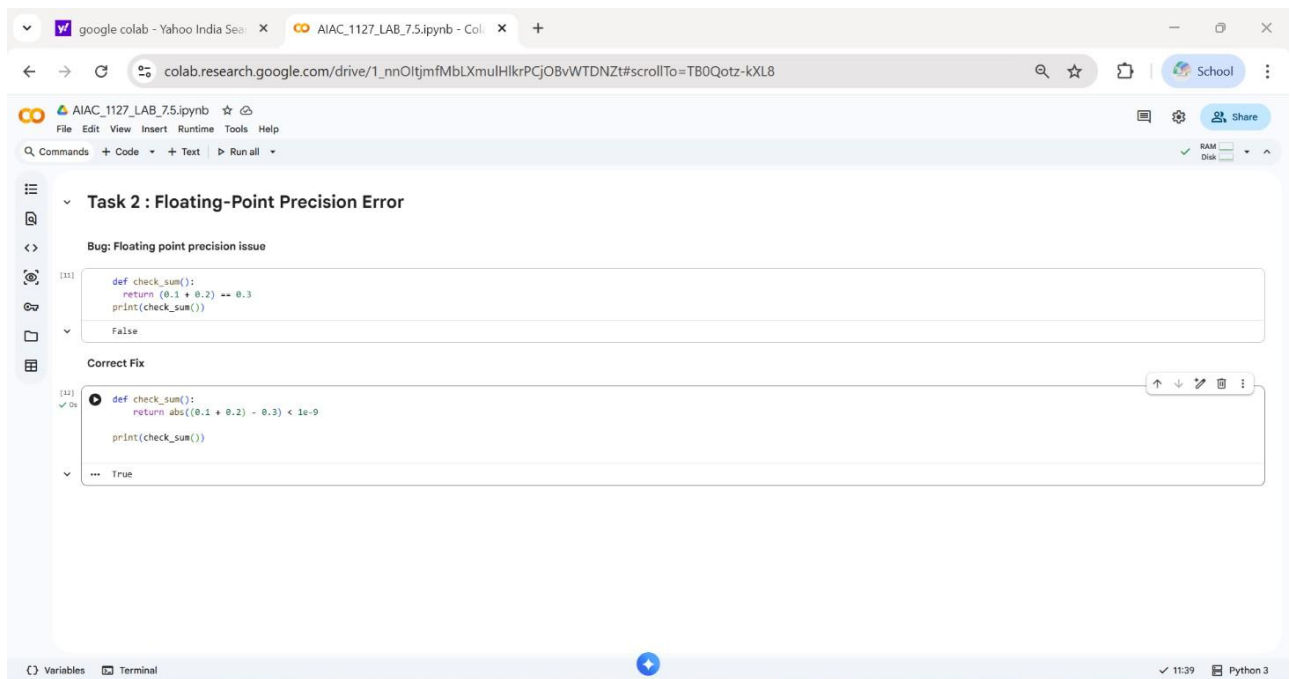 google colab - Yahoo India Sea
AIAC_1127_LAB_7.5.ipynb - Col
colab.research.google.com/drive/1_nnOItjmfMbLXmulHlkrPCjOBvWTDNZt#scrollTo=TB0Qotz-kXL8
School
AIAC_1127_LAB_7.5.ipynb
File Edit View Insert Runtime Tools Help
Share
Commands + Code + Text Run all
RAM
Disk
Task 2 : Floating-Point Precision Error
Bug: Floating point precision issue
[11]
def check_sum():
return (0.1 + 0.2) == 0.3
print(check_sum())
False
Correct Fix
[12]
0s
def check_sum():
return abs((0.1 + 0.2) - 0.3) < 1e-9
print(check_sum())
True
Variables Terminal
11:39 Python 3